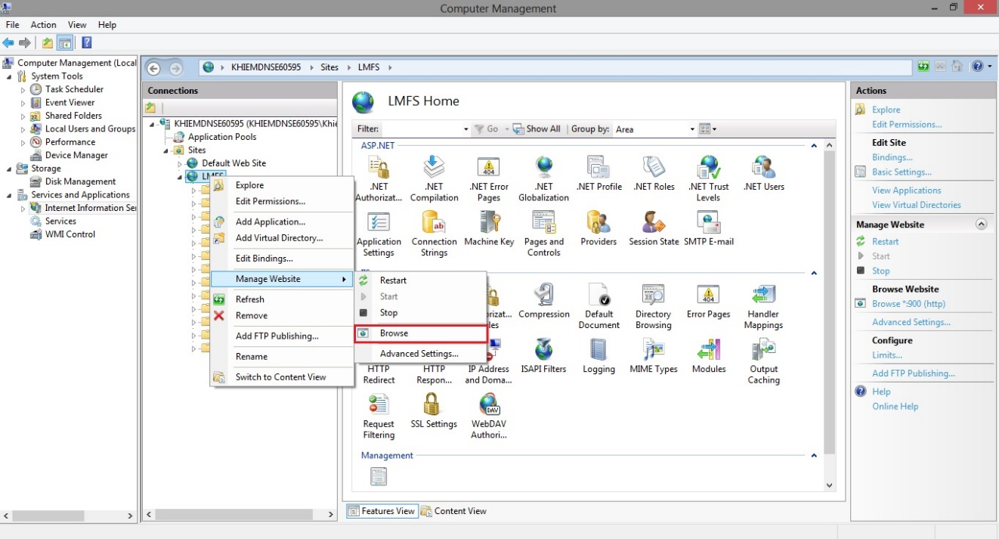 Computer Management
File Action View Help
Computer Management (Local
System Tools
Task Scheduler
Event Viewer
Shared Folders
Local Users and Groups
Performance
Device Manager
Storage
Disk Management
Services and Applications
Internet Information Ser
Services
WMI Control
KHIEMDNSE60595 Sites LMFS
Connections
KHIEMDNSE60595 (KHIEMDNSE60595\Khie
Application Pools
Sites
Default Web Site
LMFS
Explore
Edit Permissions...
Add Application...
Add Virtual Directory...
Edit Bindings...
Manage Website
Refresh
Remove
Add FTP Publishing...
Rename
Switch to Content View
Restart
Start
Stop
Browse
Advanced Settings...
LMFS Home
Filter: Go Show All Group by: Area
ASP.NET
.NET Authorizat...
.NET Compilation
.NET Error Pages
.NET Globalization
.NET Profile
.NET Roles
.NET Trust Levels
.NET Users
Application Settings
Connection Strings
Machine Key
Pages and Controls
Providers
Session State
SMTP E-mail
Compression
Default Document
Directory Browsing
Error Pages
Handler Mappings
HTTP Redirect
HTTP Respon...
IP Address and Doma...
ISAPI Filters
Logging
MIME Types
Modules
Output Caching
Request Filtering
SSL Settings
WebDAV Authori...
Management
Features View Content View
Actions
Explore
Edit Permissions...
Edit Site
Bindings...
Basic Settings...
View Applications
View Virtual Directories
Manage Website
Restart
Start
Stop
Browse Website
Browse *:900 (http)
Advanced Settings...
Configure
Limits...
Add FTP Publishing...
Help
Online Help